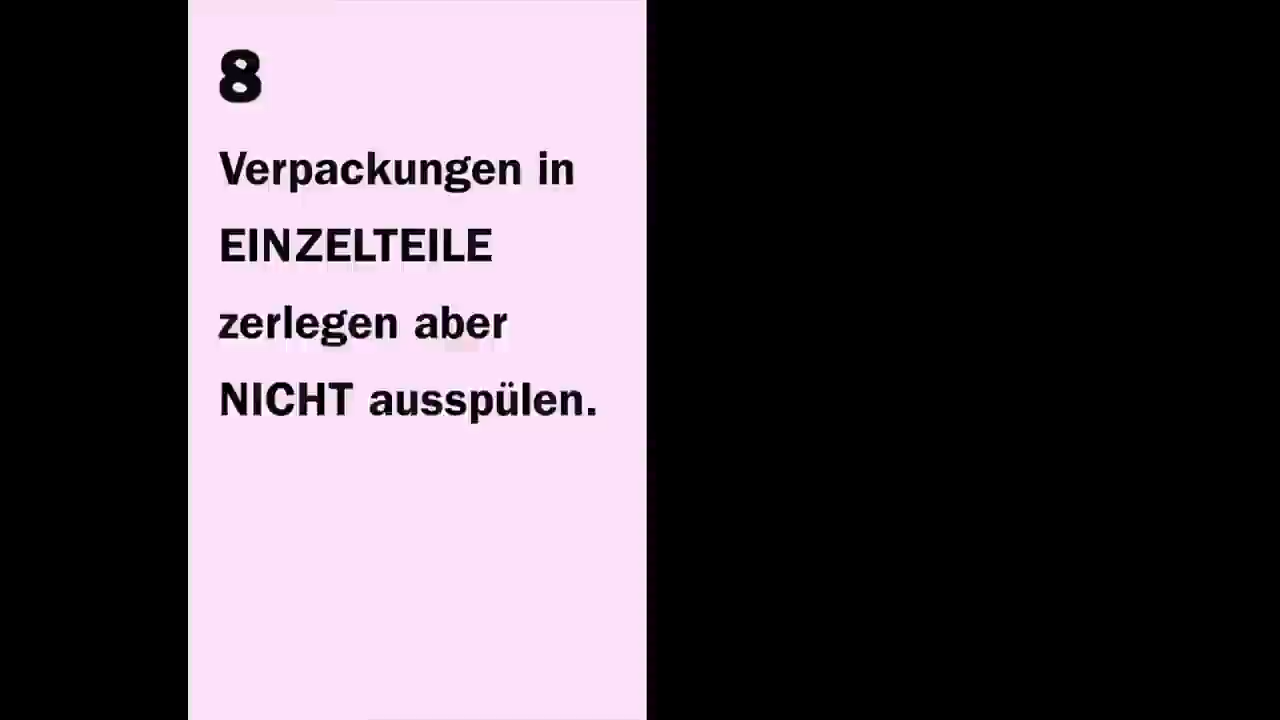 8
Verpackungen in
EINZELTEILE
zerlegen aber
NICHT ausspülen.